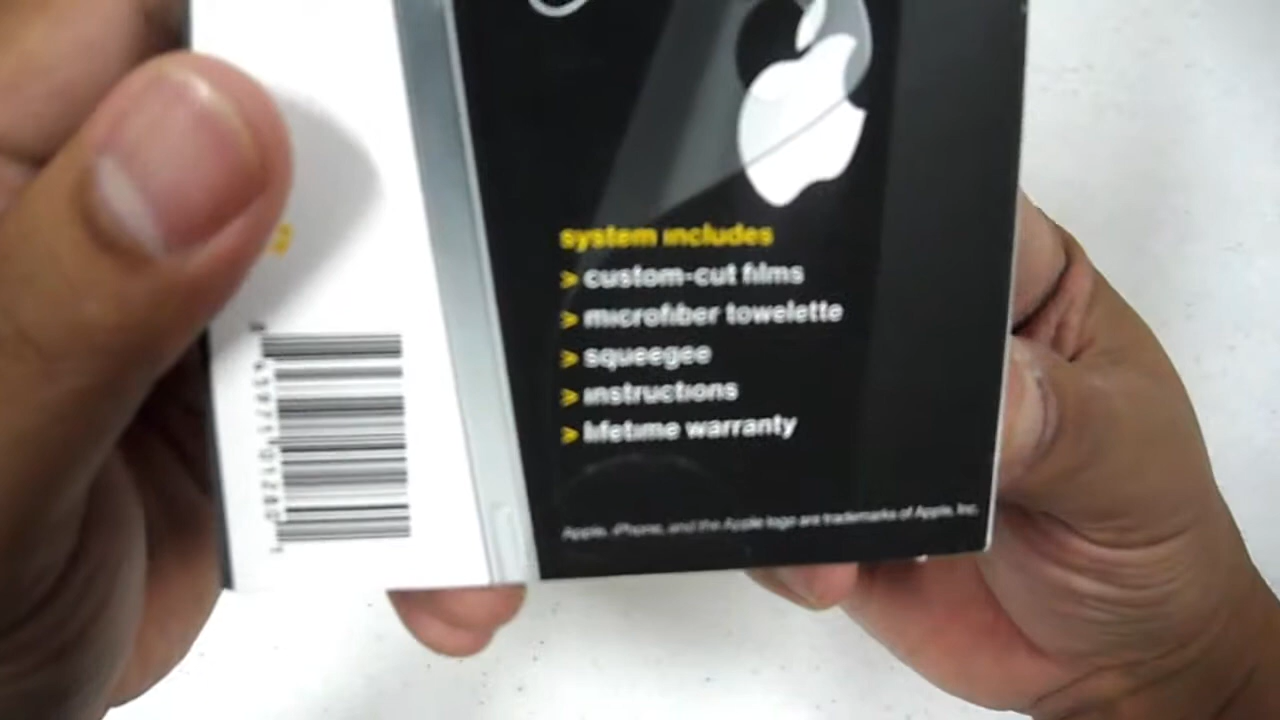 system includes
> custom-cut films
> microfiber towelette
> squeegee
> instructions
> lifetime warranty
Apple, iPhone, and the Apple logo are trademarks of Apple, Inc.